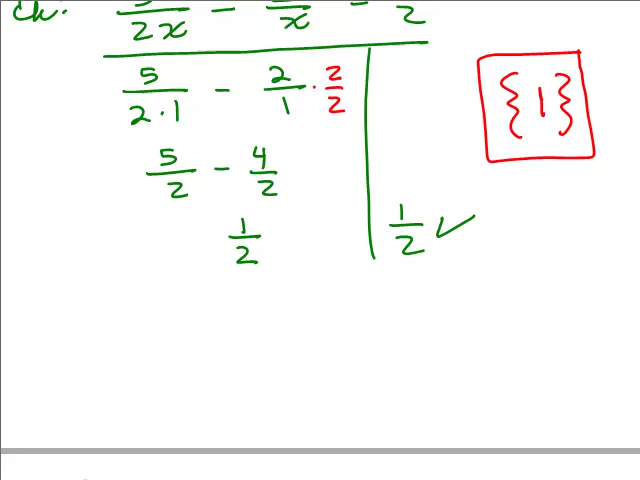 ck: 5/2x - 2/x = 1/2
5/2·1 - 2/1 · 2/2
{1}
5/2 - 4/2
1/2 1/2 ✓